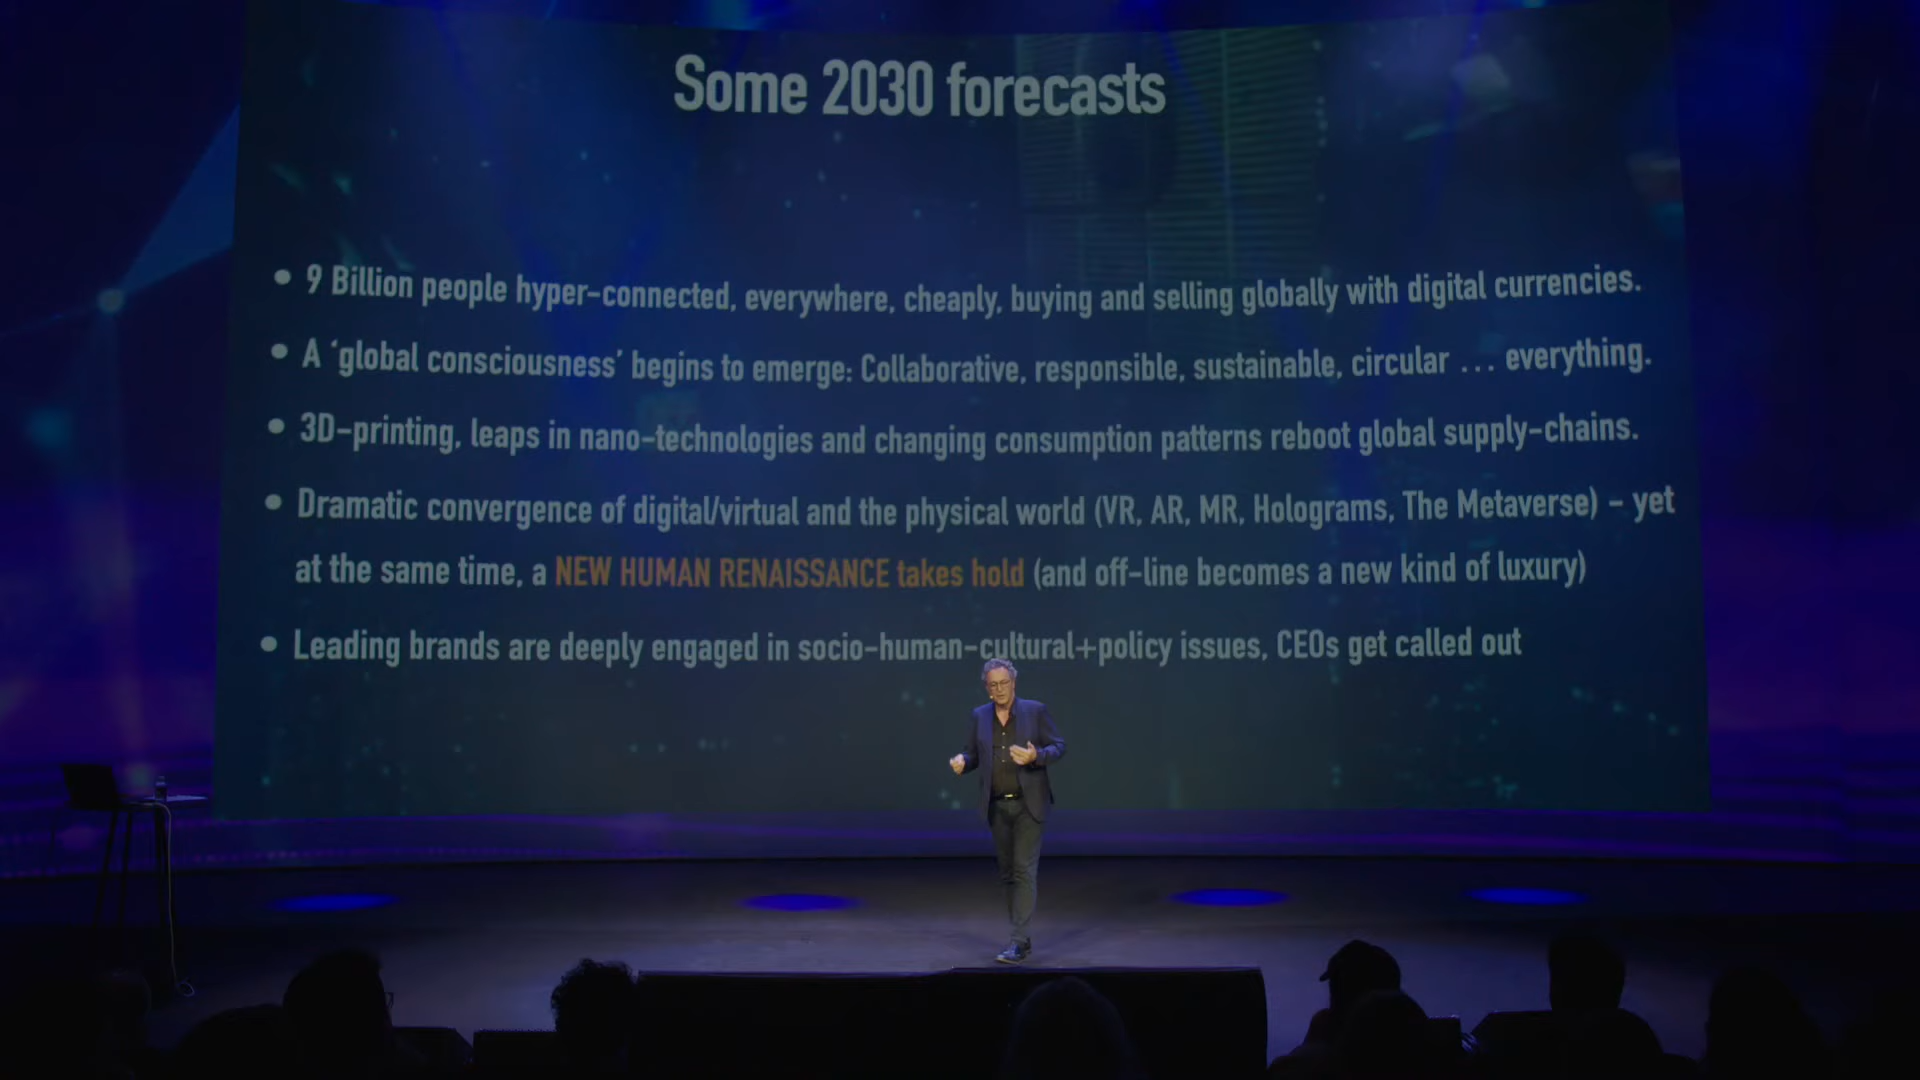 Some 2030 forecasts
• 9 Billion people hyper-connected, everywhere, cheaply, buying and selling globally with digital currencies.
• A ‘global consciousness’ begins to emerge: Collaborative, responsible, sustainable, circular ... everything.
• 3D-printing, leaps in nano-technologies and changing consumption patterns reboot global supply-chains.
• Dramatic convergence of digital/virtual and the physical world (VR, AR, MR, Holograms, The Metaverse) – yet
at the same time, a NEW HUMAN RENAISSANCE takes hold (and off-line becomes a new kind of luxury)
• Leading brands are deeply engaged in socio-human-cultural+policy issues, CEOs get called out